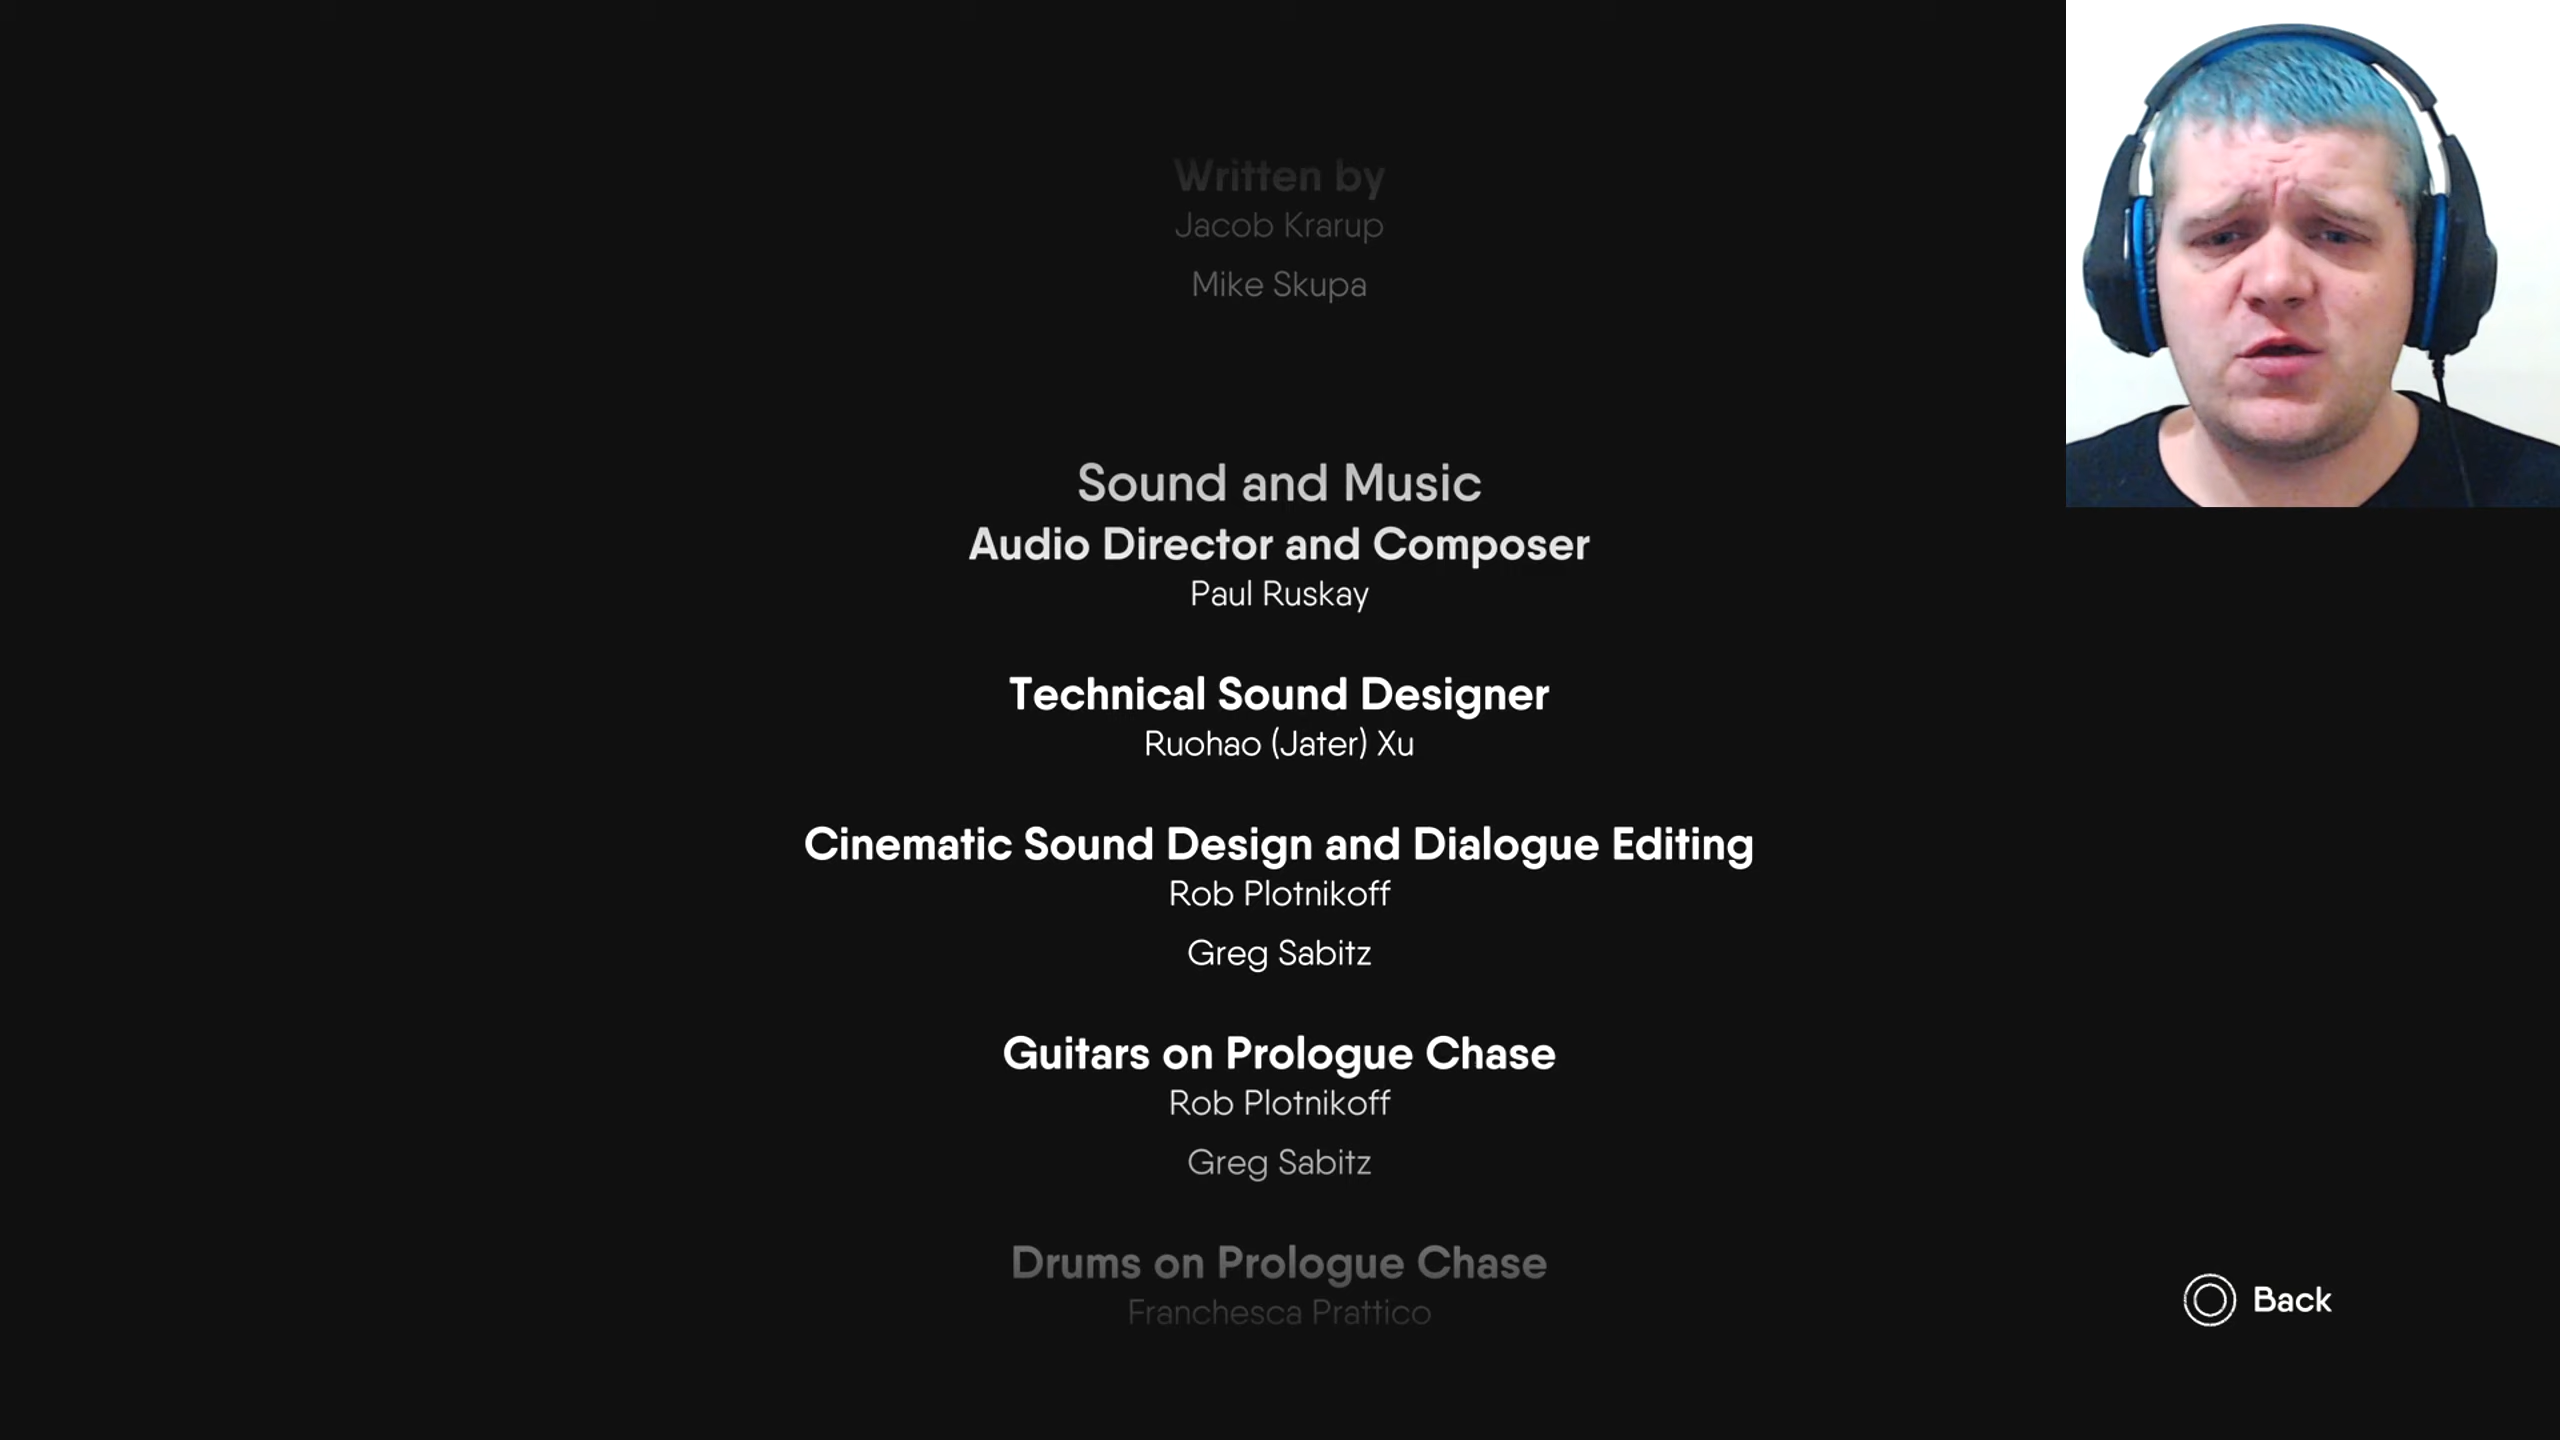 Written by
Jacob Krarup
Mike Skupa
Sound and Music
Audio Director and Composer
Paul Ruskay
Technical Sound Designer
Ruohao (Jater) Xu
Cinematic Sound Design and Dialogue Editing
Rob Plotnikoff
Greg Sabitz
Guitars on Prologue Chase
Rob Plotnikoff
Greg Sabitz
Drums on Prologue Chase
Franchesca Prattico
Back